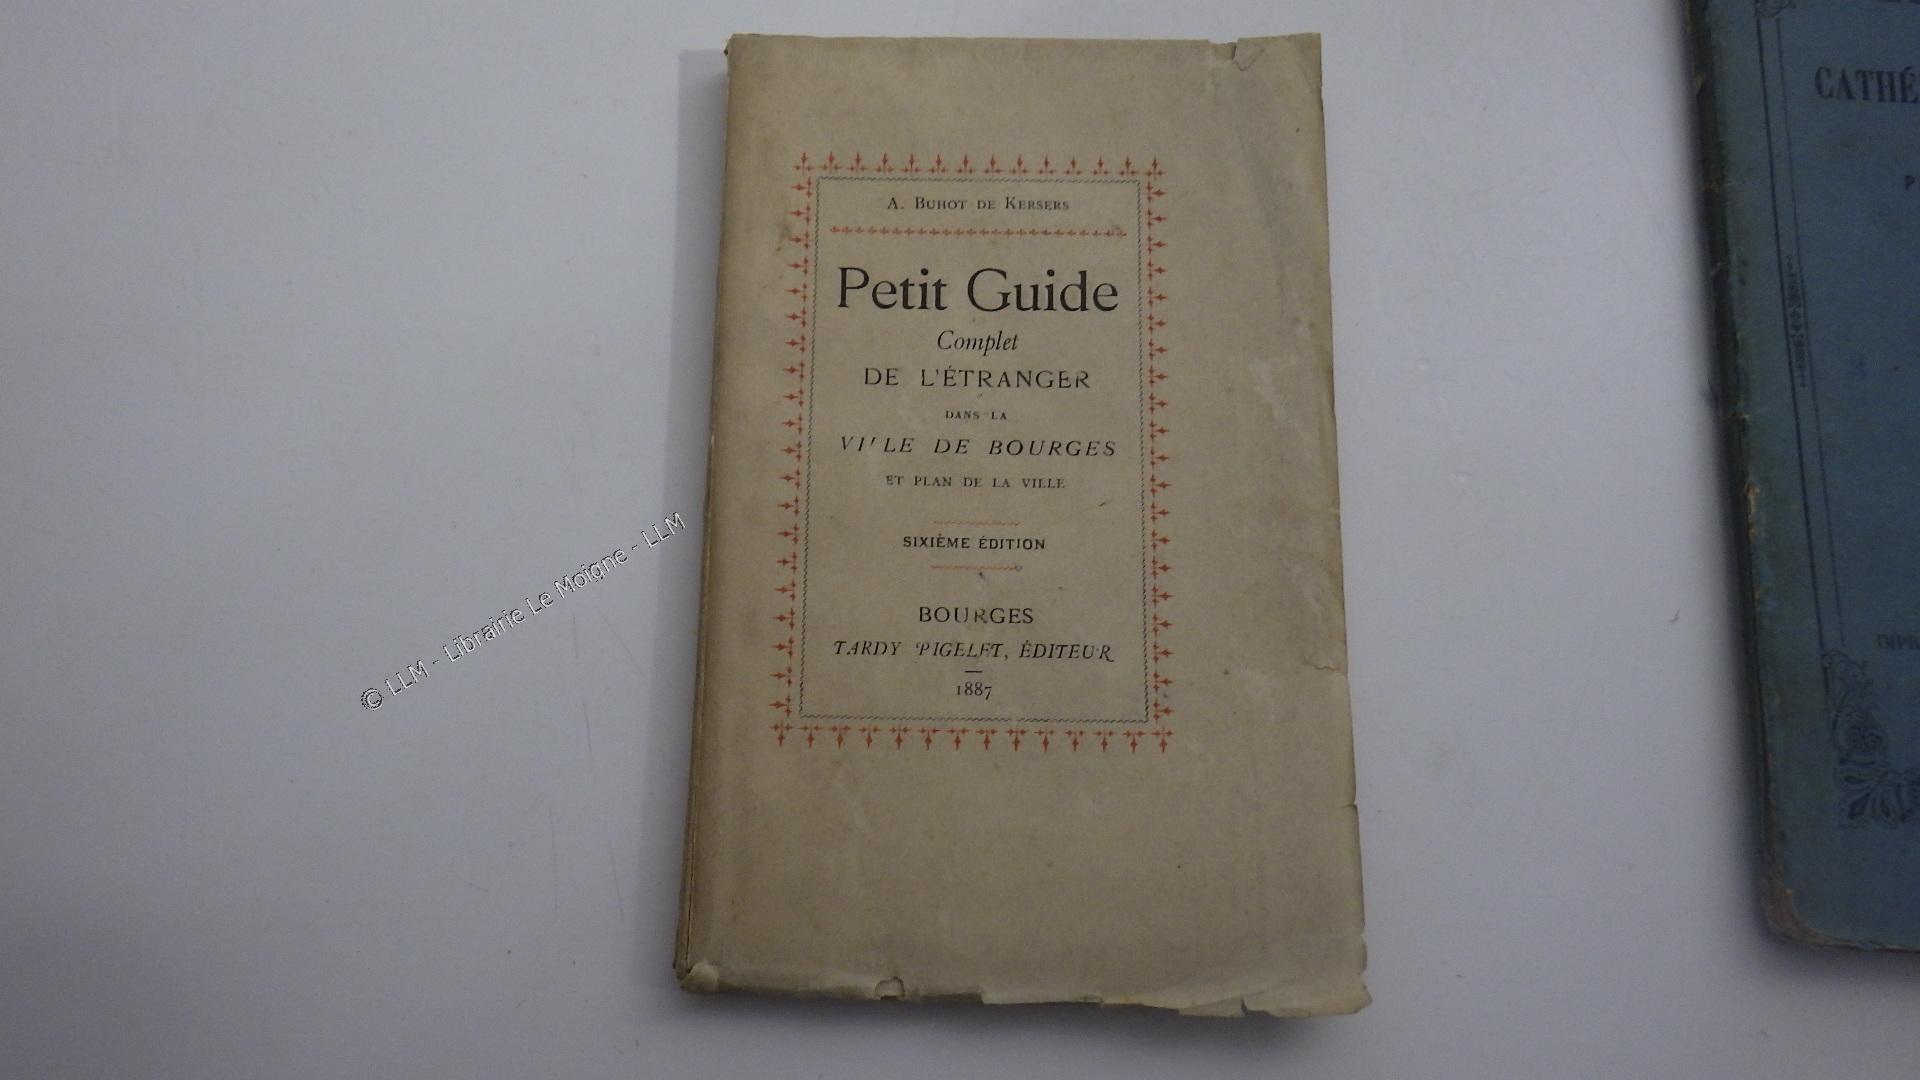 A. BUHOT DE KERSERS
Petit Guide
Complet
DE L'ÉTRANGER
DANS LA
VILLE DE BOURGES
ET PLAN DE LA VILLE
SIXIÈME ÉDITION
BOURGES
TARDY PIGELET, ÉDITEUR
1887
© LLM - Librairie Le Moigne - LLM
CATHÉ
P
IMPR